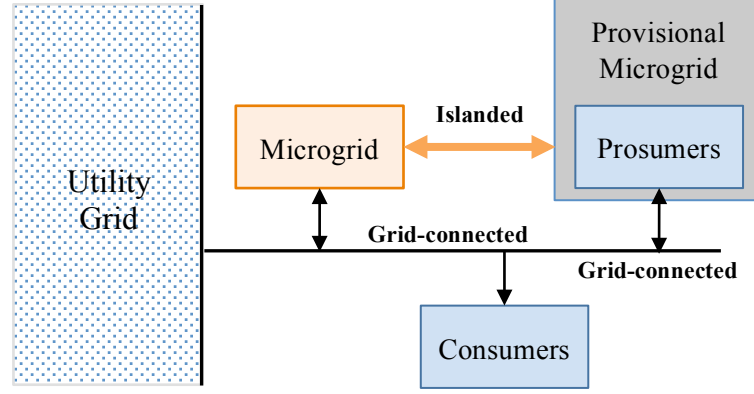 Provisional
Microgrid
Islanded
Microgrid
Prosumers
Utility
Grid
Grid-connected
Grid-connected
Consumers